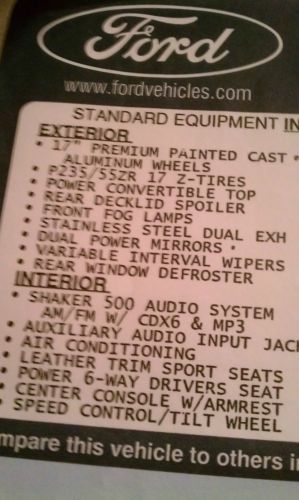 Ford
www.fordvehicles.com
STANDARD EQUIPMENT IN
EXTERIOR
• 17" PREMIUM PAINTED CAST
ALUMINUM WHEELS
• P235/55ZR 17 Z-TIRES
• POWER CONVERTIBLE TOP
• REAR DECKLID SPOILER
• FRONT FOG LAMPS
• STAINLESS STEEL DUAL EXH
• DUAL POWER MIRRORS •
• VARIABLE INTERVAL WIPERS
• REAR WINDOW DEFROSTER
INTERIOR
• SHAKER 500 AUDIO SYSTEM
AM/FM W/ CDX6 & MP3
• AUXILIARY AUDIO INPUT JACK
• AIR CONDITIONING
• LEATHER TRIM SPORT SEATS
• POWER 6-WAY DRIVERS SEAT
• CENTER CONSOLE W/ARMREST
• SPEED CONTROL/TILT WHEEL
mpare this vehicle to others in